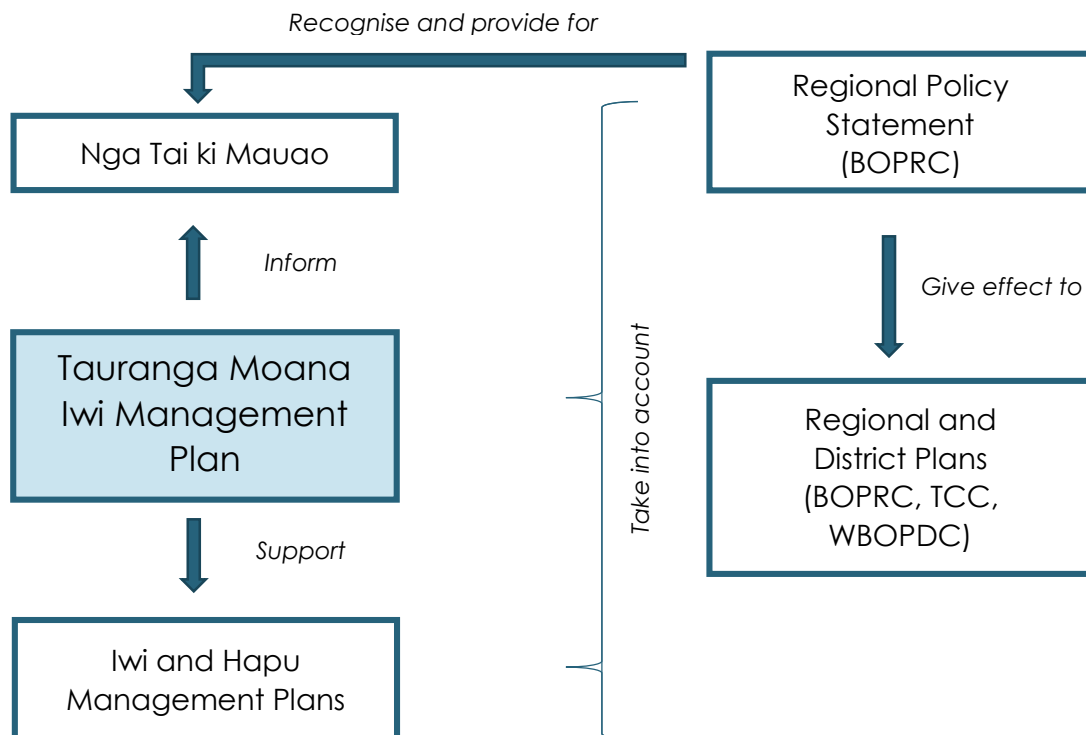 Recognise and provide for
Nga Tai ki Mauao
Regional Policy
Statement
(BOPRC)
Inform
Give effect to
Tauranga Moana
Iwi Management
Plan
Take into account
Regional and
District Plans
(BOPRC, TCC,
WBOPDC)
Support
Iwi and Hapu
Management Plans